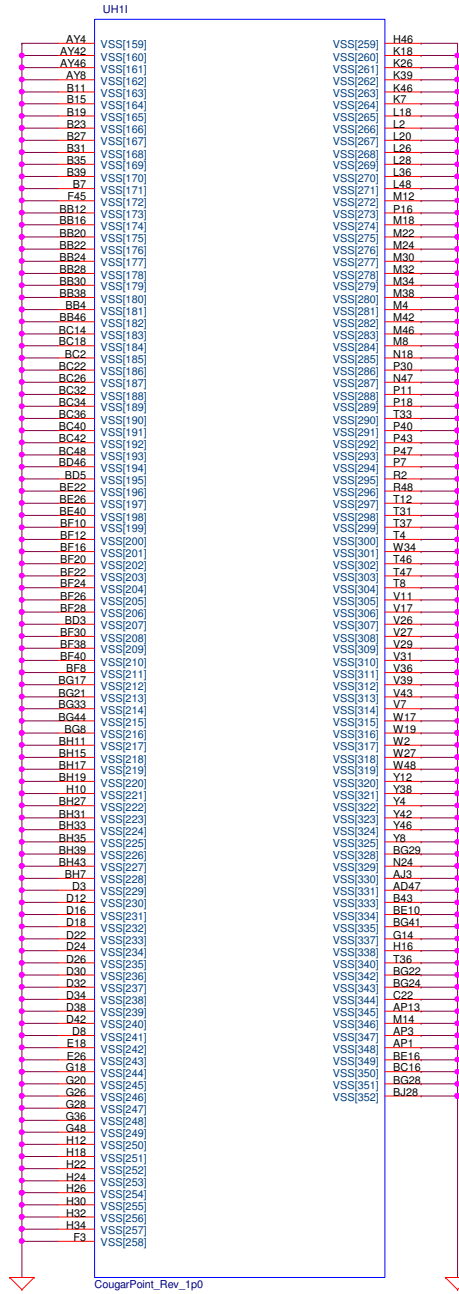 UH1I
AY4 VSS[159] VSS[259] H46
AY42 VSS[160] VSS[260] K18
AY46 VSS[161] VSS[261] K26
AY8 VSS[162] VSS[262] K39
B11 VSS[163] VSS[263] K46
B15 VSS[164] VSS[264] K7
B19 VSS[165] VSS[265] L18
B23 VSS[166] VSS[266] L2
B27 VSS[167] VSS[267] L20
B31 VSS[168] VSS[268] L26
B35 VSS[169] VSS[269] L28
B39 VSS[170] VSS[270] L36
B7 VSS[171] VSS[271] L48
F45 VSS[172] VSS[272] M12
BB12 VSS[173] VSS[273] P16
BB16 VSS[174] VSS[274] M18
BB20 VSS[175] VSS[275] M22
BB22 VSS[176] VSS[276] M24
BB24 VSS[177] VSS[277] M30
BB28 VSS[178] VSS[278] M32
BB30 VSS[179] VSS[279] M34
BB38 VSS[180] VSS[280] M38
BB4 VSS[181] VSS[281] M4
BB46 VSS[182] VSS[282] M42
BC14 VSS[183] VSS[283] M46
BC18 VSS[184] VSS[284] M8
BC2 VSS[185] VSS[285] N18
BC22 VSS[186] VSS[286] P30
BC26 VSS[187] VSS[287] N47
BC32 VSS[188] VSS[288] P11
BC34 VSS[189] VSS[289] P18
BC36 VSS[190] VSS[290] T33
BC40 VSS[191] VSS[291] P40
BC42 VSS[192] VSS[292] P43
BC48 VSS[193] VSS[293] P47
BD46 VSS[194] VSS[294] P7
BD5 VSS[195] VSS[295] R2
BE22 VSS[196] VSS[296] R48
BE26 VSS[197] VSS[297] T12
BE40 VSS[198] VSS[298] T31
BF10 VSS[199] VSS[299] T37
BF12 VSS[200] VSS[300] T4
BF16 VSS[201] VSS[301] W34
BF20 VSS[202] VSS[302] T46
BF22 VSS[203] VSS[303] T47
BF24 VSS[204] VSS[304] T8
BF26 VSS[205] VSS[305] V11
BF28 VSS[206] VSS[306] V17
BD3 VSS[207] VSS[307] V26
BF30 VSS[208] VSS[308] V27
BF38 VSS[209] VSS[309] V29
BF40 VSS[210] VSS[310] V31
BF8 VSS[211] VSS[311] V36
BG17 VSS[212] VSS[312] V39
BG21 VSS[213] VSS[313] V43
BG33 VSS[214] VSS[314] V7
BG44 VSS[215] VSS[315] W17
BG8 VSS[216] VSS[316] W19
BH11 VSS[217] VSS[317] W2
BH15 VSS[218] VSS[318] W27
BH17 VSS[219] VSS[319] W48
BH19 VSS[220] VSS[320] Y12
H10 VSS[221] VSS[321] Y38
BH27 VSS[222] VSS[322] Y4
BH31 VSS[223] VSS[323] Y42
BH33 VSS[224] VSS[324] Y46
BH35 VSS[225] VSS[325] Y8
BH39 VSS[226] VSS[328] BG29
BH43 VSS[227] VSS[329] N24
BH7 VSS[228] VSS[330] AJ3
D3 VSS[229] VSS[331] AD47
D12 VSS[230] VSS[333] B43
D16 VSS[231] VSS[334] BE10
D18 VSS[232] VSS[335] BG41
D22 VSS[233] VSS[337] G14
D24 VSS[234] VSS[338] H16
D26 VSS[235] VSS[340] T36
D30 VSS[236] VSS[342] BG22
D32 VSS[237] VSS[343] BG24
D34 VSS[238] VSS[344] C22
D38 VSS[239] VSS[345] AP13
D42 VSS[240] VSS[346] M14
D8 VSS[241] VSS[347] AP3
E18 VSS[242] VSS[348] AP1
E26 VSS[243] VSS[349] BE16
G18 VSS[244] VSS[350] BC16
G20 VSS[245] VSS[351] BG28
G26 VSS[246] VSS[352] BJ28
G28 VSS[247]
G36 VSS[248]
G48 VSS[249]
H12 VSS[250]
H18 VSS[251]
H22 VSS[252]
H24 VSS[253]
H26 VSS[254]
H30 VSS[255]
H32 VSS[256]
H34 VSS[257]
F3 VSS[258]
CougarPoint_Rev_1p0